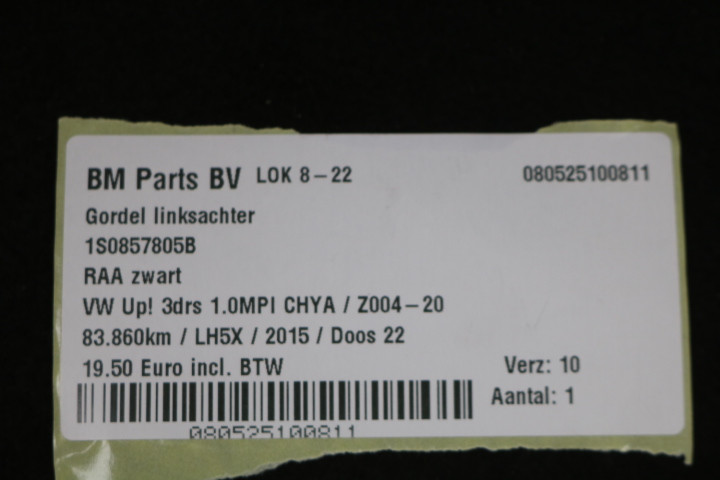 BM Parts BV LOK 8-22 080525100811
Gordel linksachter
1S0857805B
RAA zwart
VW Up! 3drs 1.0MPI CHYA / Z004-20
83.860km / LH5X / 2015 / Doos 22
19.50 Euro incl. BTW Verz: 10
Aantal: 1
080525100811